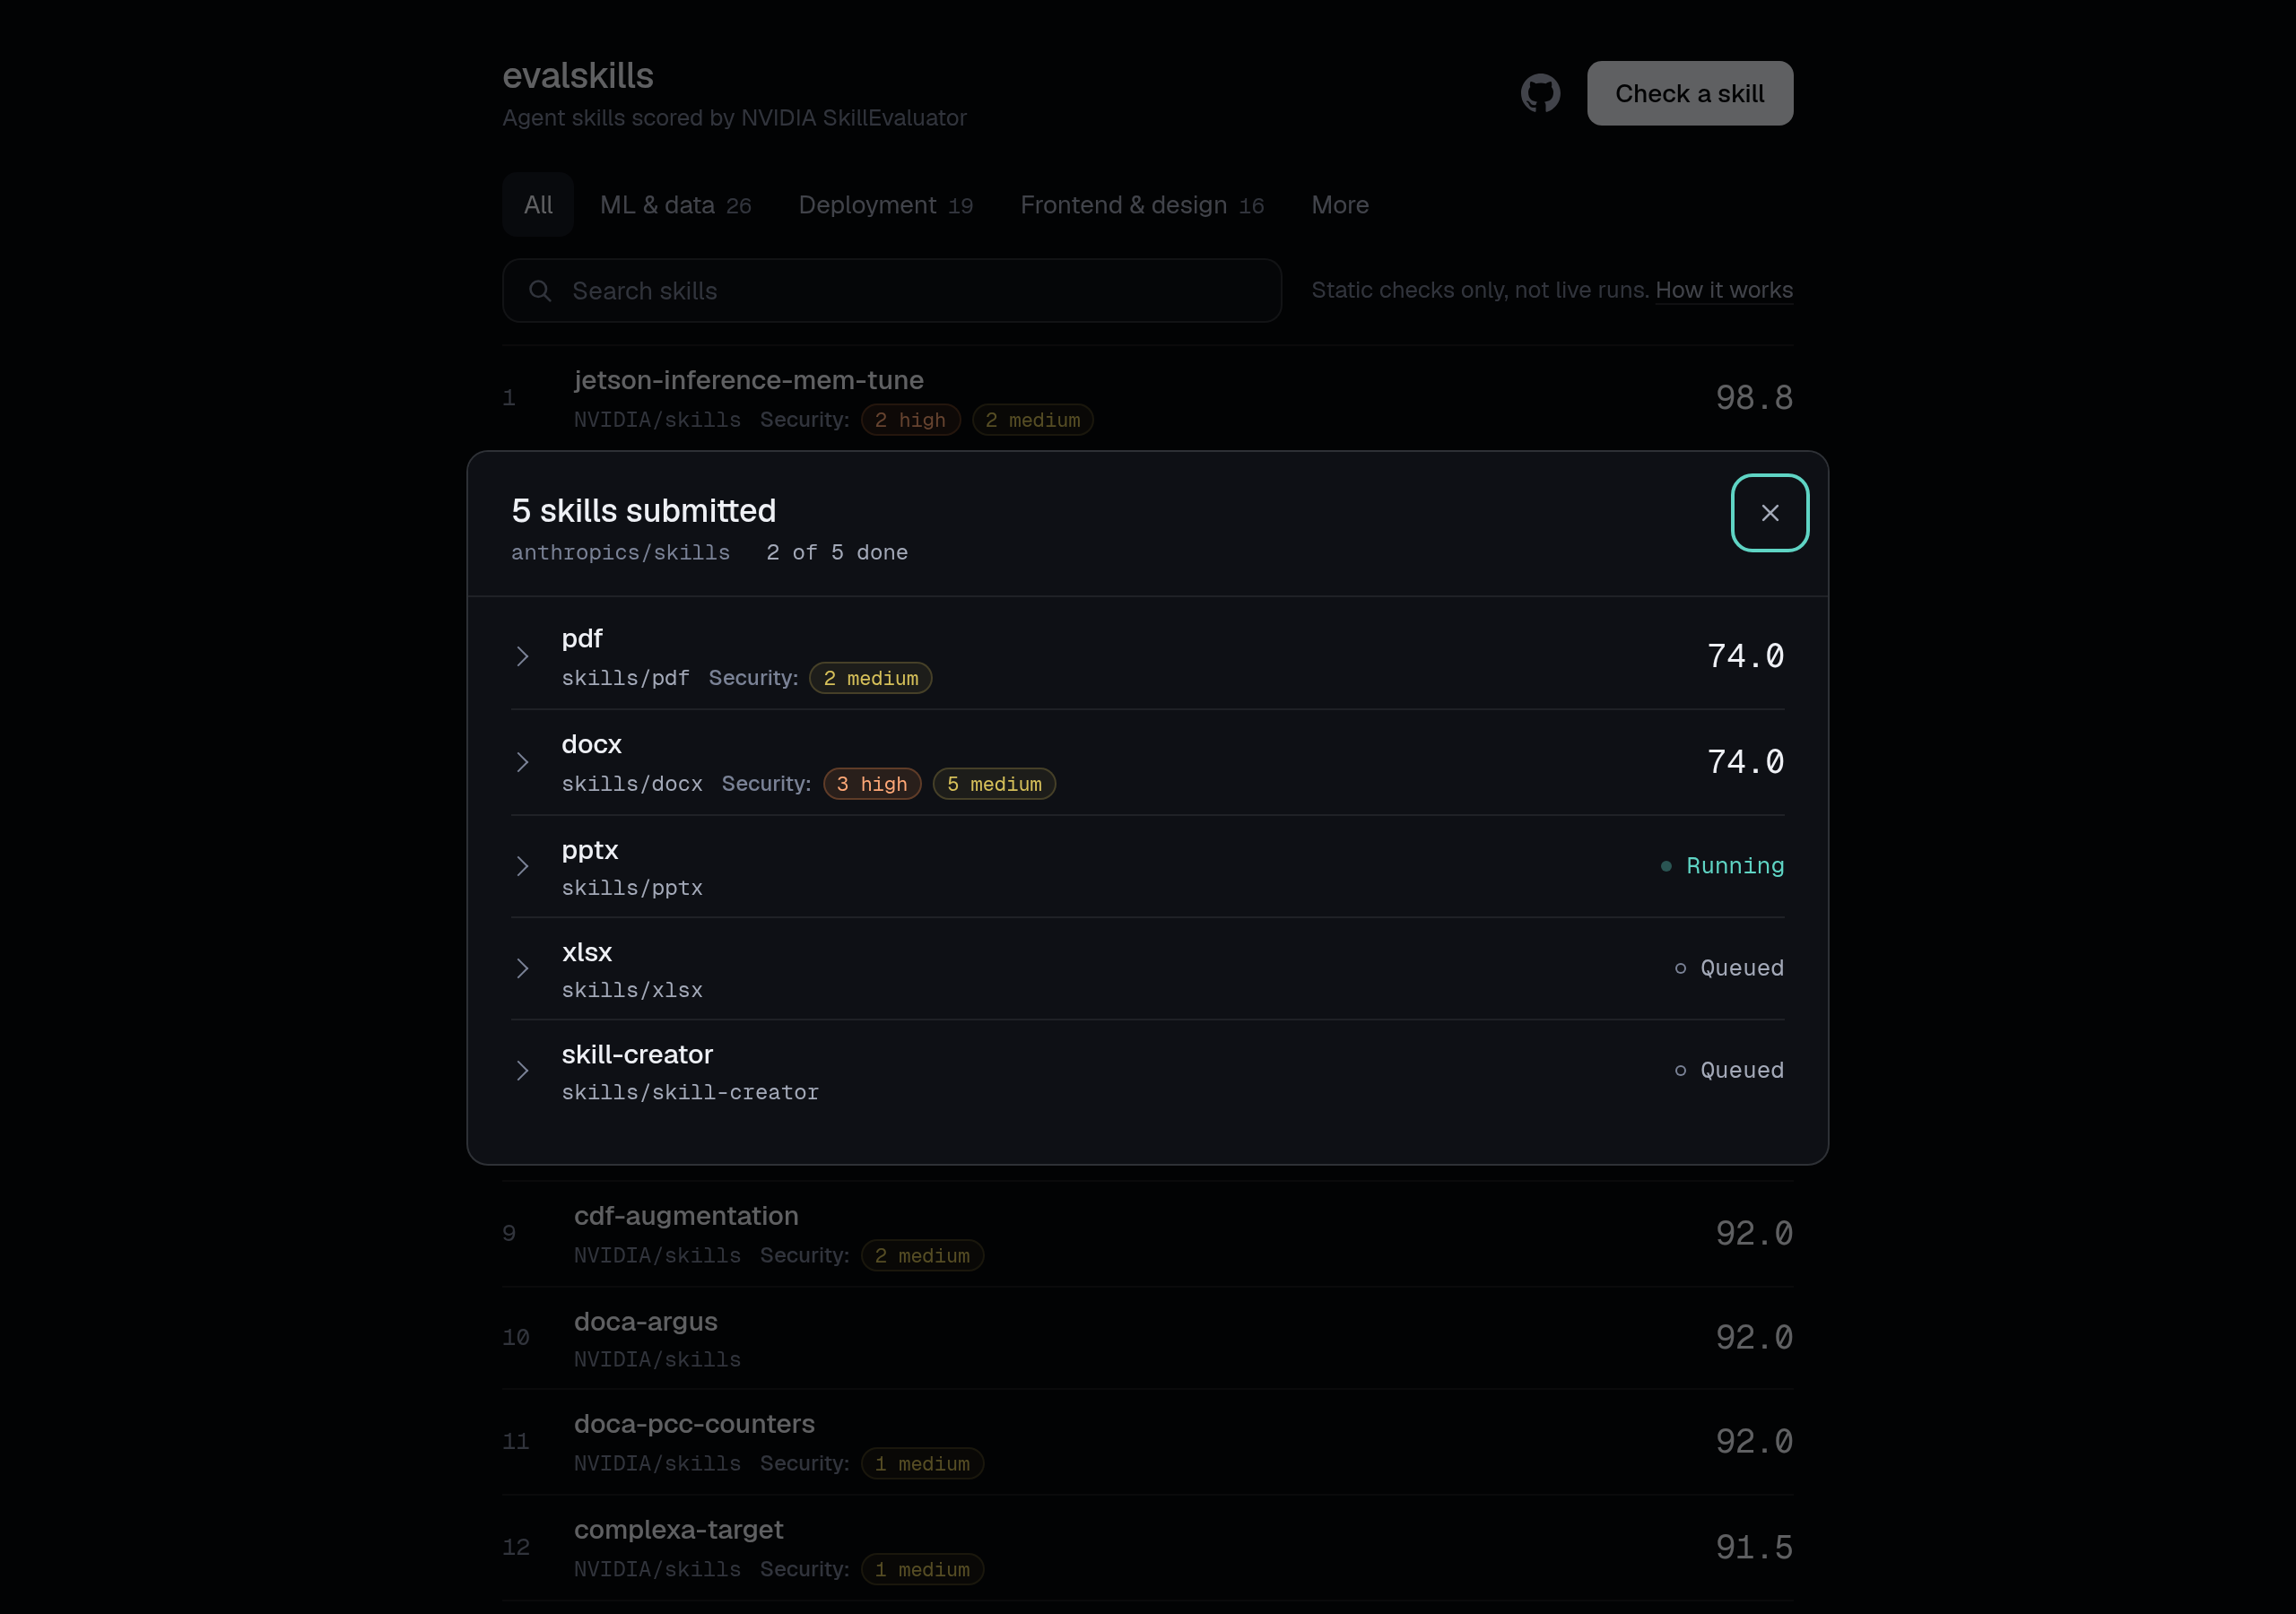 evalskills
Agent skills scored by NVIDIA SkillEvaluator
Check a skill
All ML & data 26 Deployment 19 Frontend & design 16 More
Search skills
Static checks only, not live runs. How it works
1 jetson-inference-mem-tune 98.8
NVIDIA/skills Security: 2 high 2 medium
5 skills submitted
anthropics/skills 2 of 5 done
pdf 74.0
skills/pdf Security: 2 medium
docx 74.0
skills/docx Security: 3 high 5 medium
pptx Running
skills/pptx
xlsx Queued
skills/xlsx
skill-creator Queued
skills/skill-creator
9 cdf-augmentation 92.0
NVIDIA/skills Security: 2 medium
10 doca-argus 92.0
NVIDIA/skills
11 doca-pcc-counters 92.0
NVIDIA/skills Security: 1 medium
12 complexa-target 91.5
NVIDIA/skills Security: 1 medium